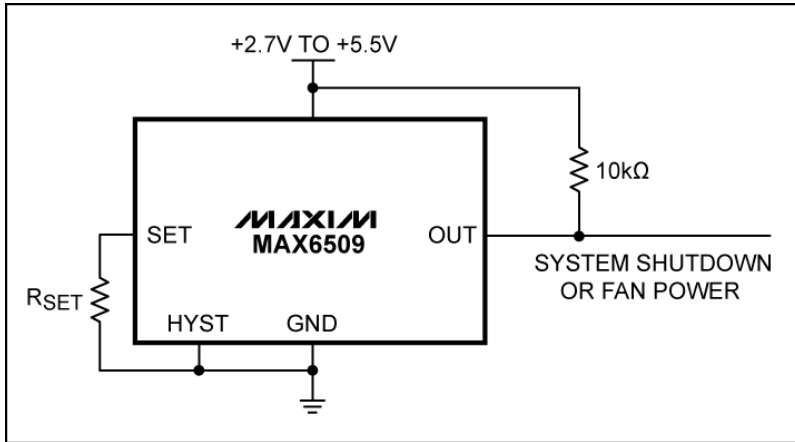 +2.7V TO +5.5V
10kΩ
SET
MAXIM
MAX6509
OUT
SYSTEM SHUTDOWN
OR FAN POWER
RSET
HYST
GND